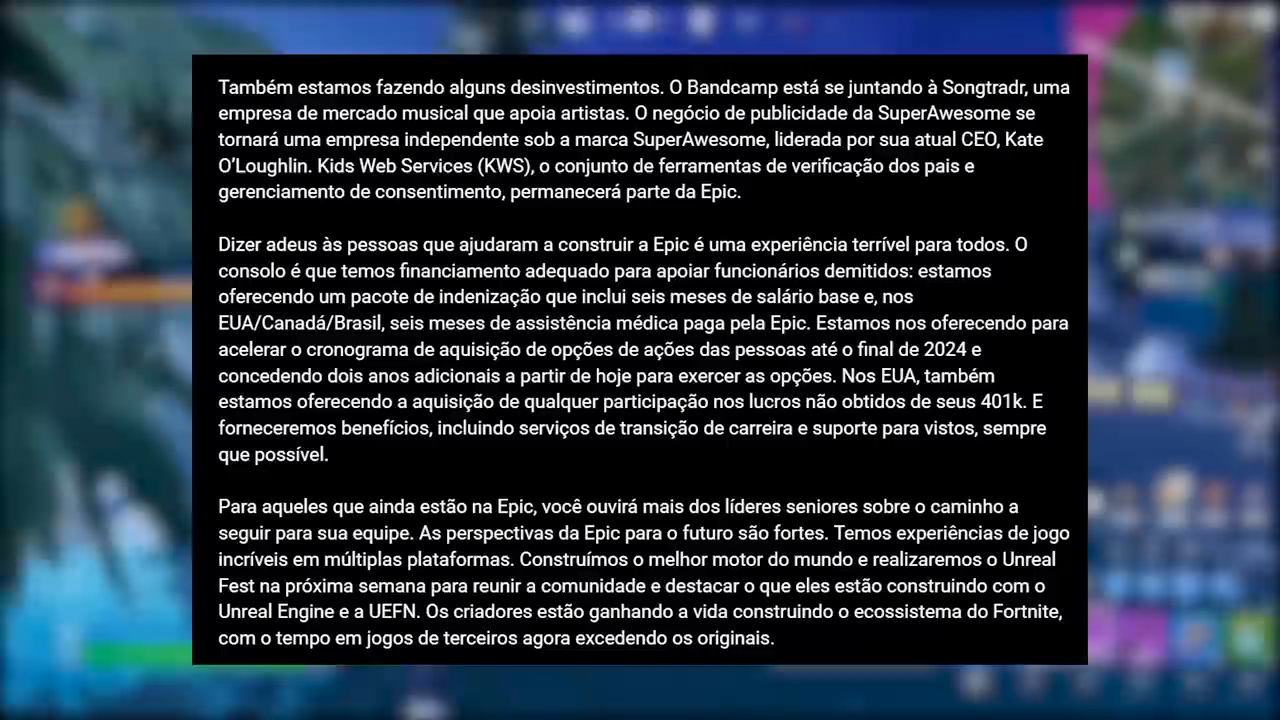 Também estamos fazendo alguns desinvestimentos. O Bandcamp está se juntando à Songtradr, uma
empresa de mercado musical que apoia artistas. O negócio de publicidade da SuperAwesome se
tornará uma empresa independente sob a marca SuperAwesome, liderada por sua atual CEO, Kate
O’Loughlin. Kids Web Services (KWS), o conjunto de ferramentas de verificação dos pais e
gerenciamento de consentimento, permanecerá parte da Epic.
Dizer adeus às pessoas que ajudaram a construir a Epic é uma experiência terrível para todos. O
consolo é que temos financiamento adequado para apoiar funcionários demitidos: estamos
oferecendo um pacote de indenização que inclui seis meses de salário base e, nos
EUA/Canadá/Brasil, seis meses de assistência médica paga pela Epic. Estamos nos oferecendo para
acelerar o cronograma de aquisição de opções de ações das pessoas até o final de 2024 e
concedendo dois anos adicionais a partir de hoje para exercer as opções. Nos EUA, também
estamos oferecendo a aquisição de qualquer participação nos lucros não obtidos de seus 401k. E
forneceremos benefícios, incluindo serviços de transição de carreira e suporte para vistos, sempre
que possível.
Para aqueles que ainda estão na Epic, você ouvirá mais dos líderes seniores sobre o caminho a
seguir para sua equipe. As perspectivas da Epic para o futuro são fortes. Temos experiências de jogo
incríveis em múltiplas plataformas. Construímos o melhor motor do mundo e realizaremos o Unreal
Fest na próxima semana para reunir a comunidade e destacar o que eles estão construindo com o
Unreal Engine e a UEFN. Os criadores estão ganhando a vida construindo o ecossistema do Fortnite,
com o tempo em jogos de terceiros agora excedendo os originais.